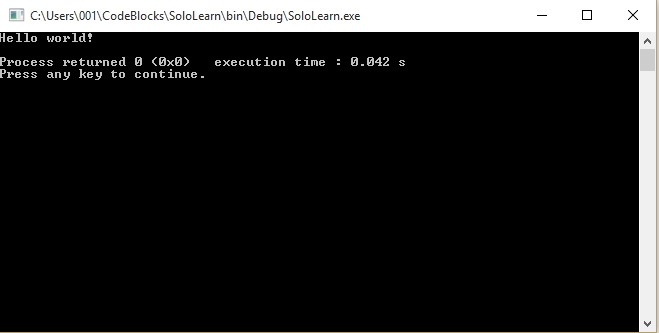 C:\Users\001\CodeBlocks\SoloLearn\bin\Debug\SoloLearn.exe
Hello world!
Process returned 0 (0x0)   execution time : 0.042 s
Press any key to continue.